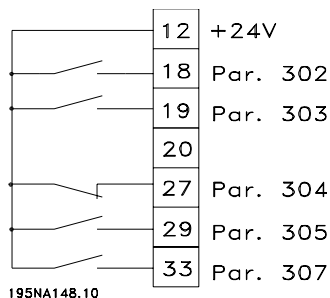 12 +24V
18 Par. 302
19 Par. 303
20
27 Par. 304
29 Par. 305
33 Par. 307
195NA148.10